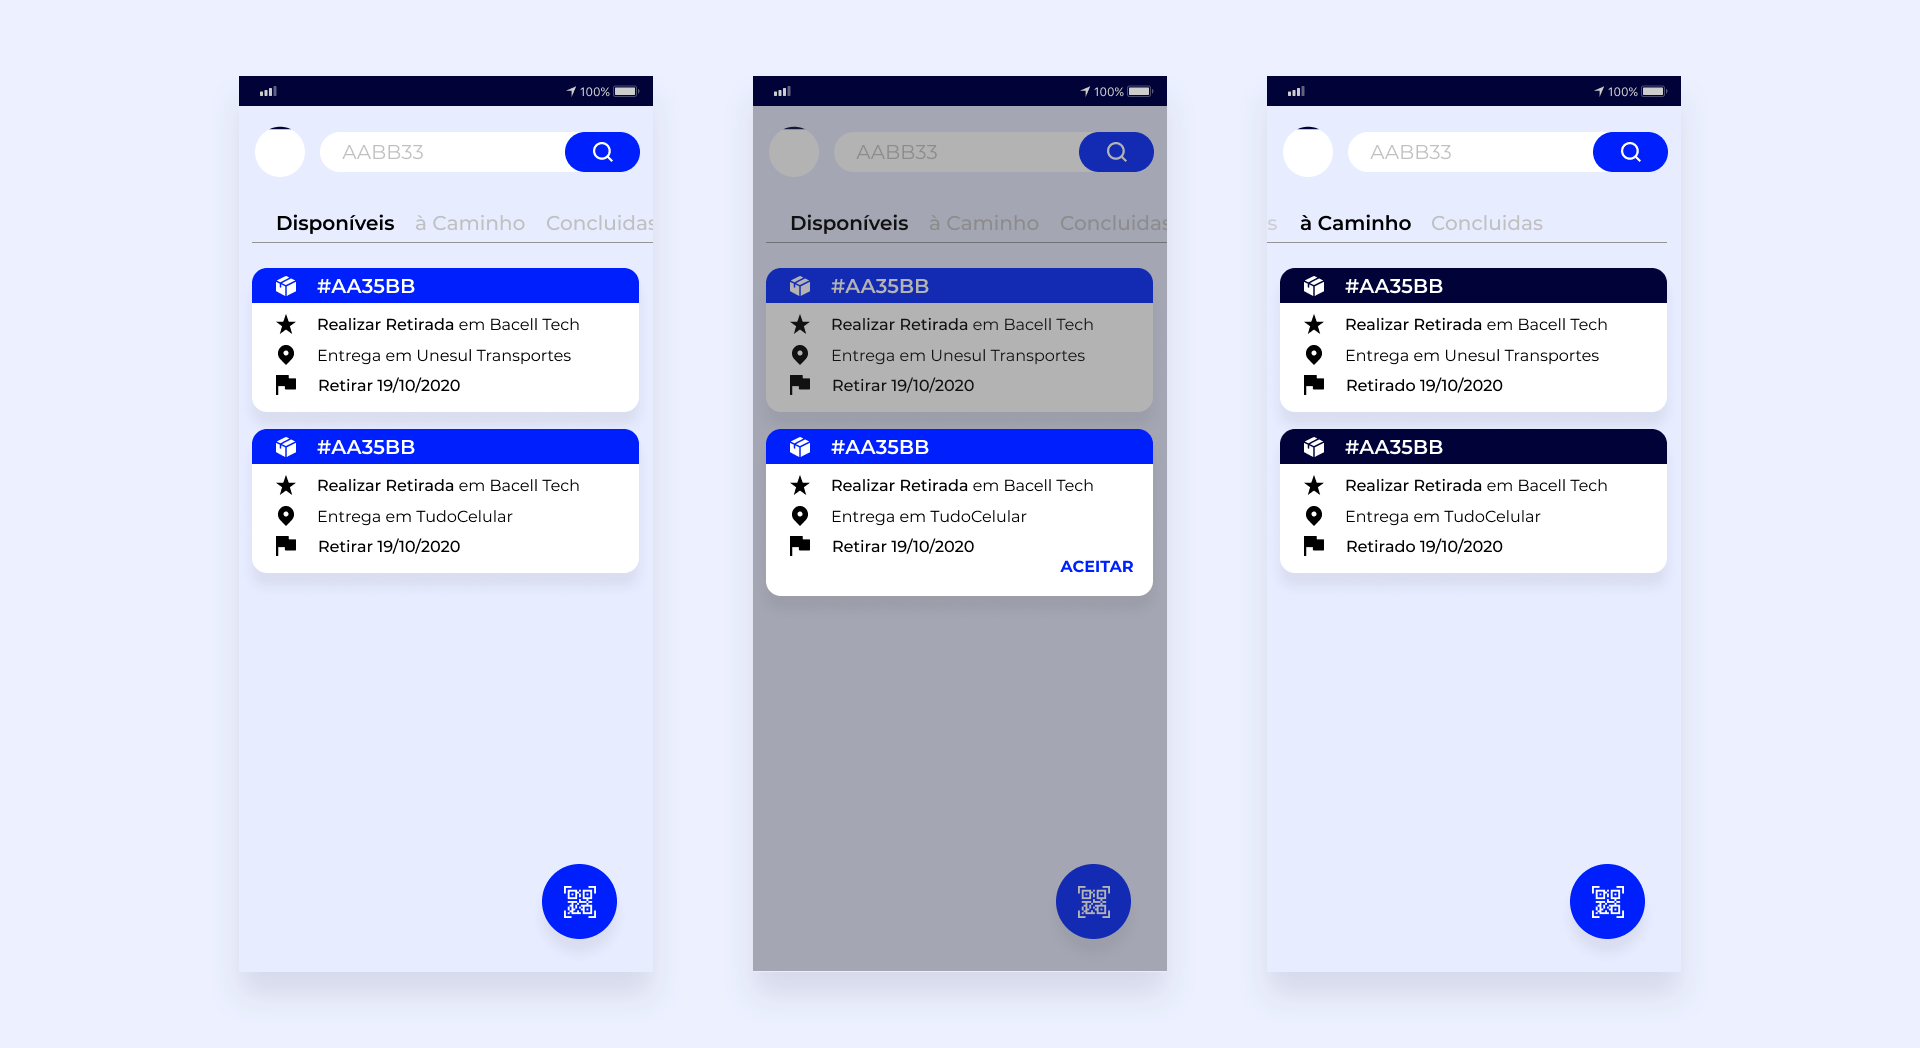 100%
AABB33
Disponíveis à Caminho Concluidas
#AA35BB
Realizar Retirada em Bacell Tech
Entrega em Unesul Transportes
Retirar 19/10/2020
#AA35BB
Realizar Retirada em Bacell Tech
Entrega em TudoCelular
Retirar 19/10/2020
100%
AABB33
Disponíveis à Caminho Concluidas
#AA35BB
Realizar Retirada em Bacell Tech
Entrega em Unesul Transportes
Retirar 19/10/2020
#AA35BB
Realizar Retirada em Bacell Tech
Entrega em TudoCelular
Retirar 19/10/2020
ACEITAR
100%
AABB33
s à Caminho Concluidas
#AA35BB
Realizar Retirada em Bacell Tech
Entrega em Unesul Transportes
Retirado 19/10/2020
#AA35BB
Realizar Retirada em Bacell Tech
Entrega em TudoCelular
Retirado 19/10/2020